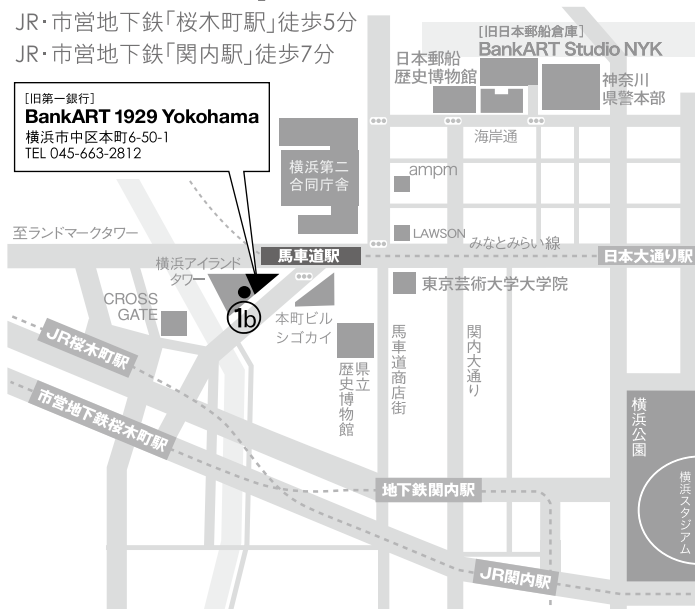 JR・市営地下鉄「桜木町駅」徒歩5分
JR・市営地下鉄「関内駅」徒歩7分
[旧日本郵船倉庫]
BankART Studio NYK
日本郵船
歴史博物館
神奈川
県警本部
[旧第一銀行]
BankART 1929 Yokohama
横浜市中区本町6-50-1
TEL 045-663-2812
海岸通
横浜第二
合同庁舎
ampm
LAWSON
至ランドマークタワー
みなとみらい線
馬車道駅
日本大通り駅
横浜アイランド
タワー
東京芸術大学大学院
CROSS
GATE
1b
本町ビル
シゴカイ
JR桜木町駅
県立
歴史博物館
馬車道商店街
関内大通り
市営地下鉄桜木町駅
横浜公園
横浜スタジアム
地下鉄関内駅
JR関内駅